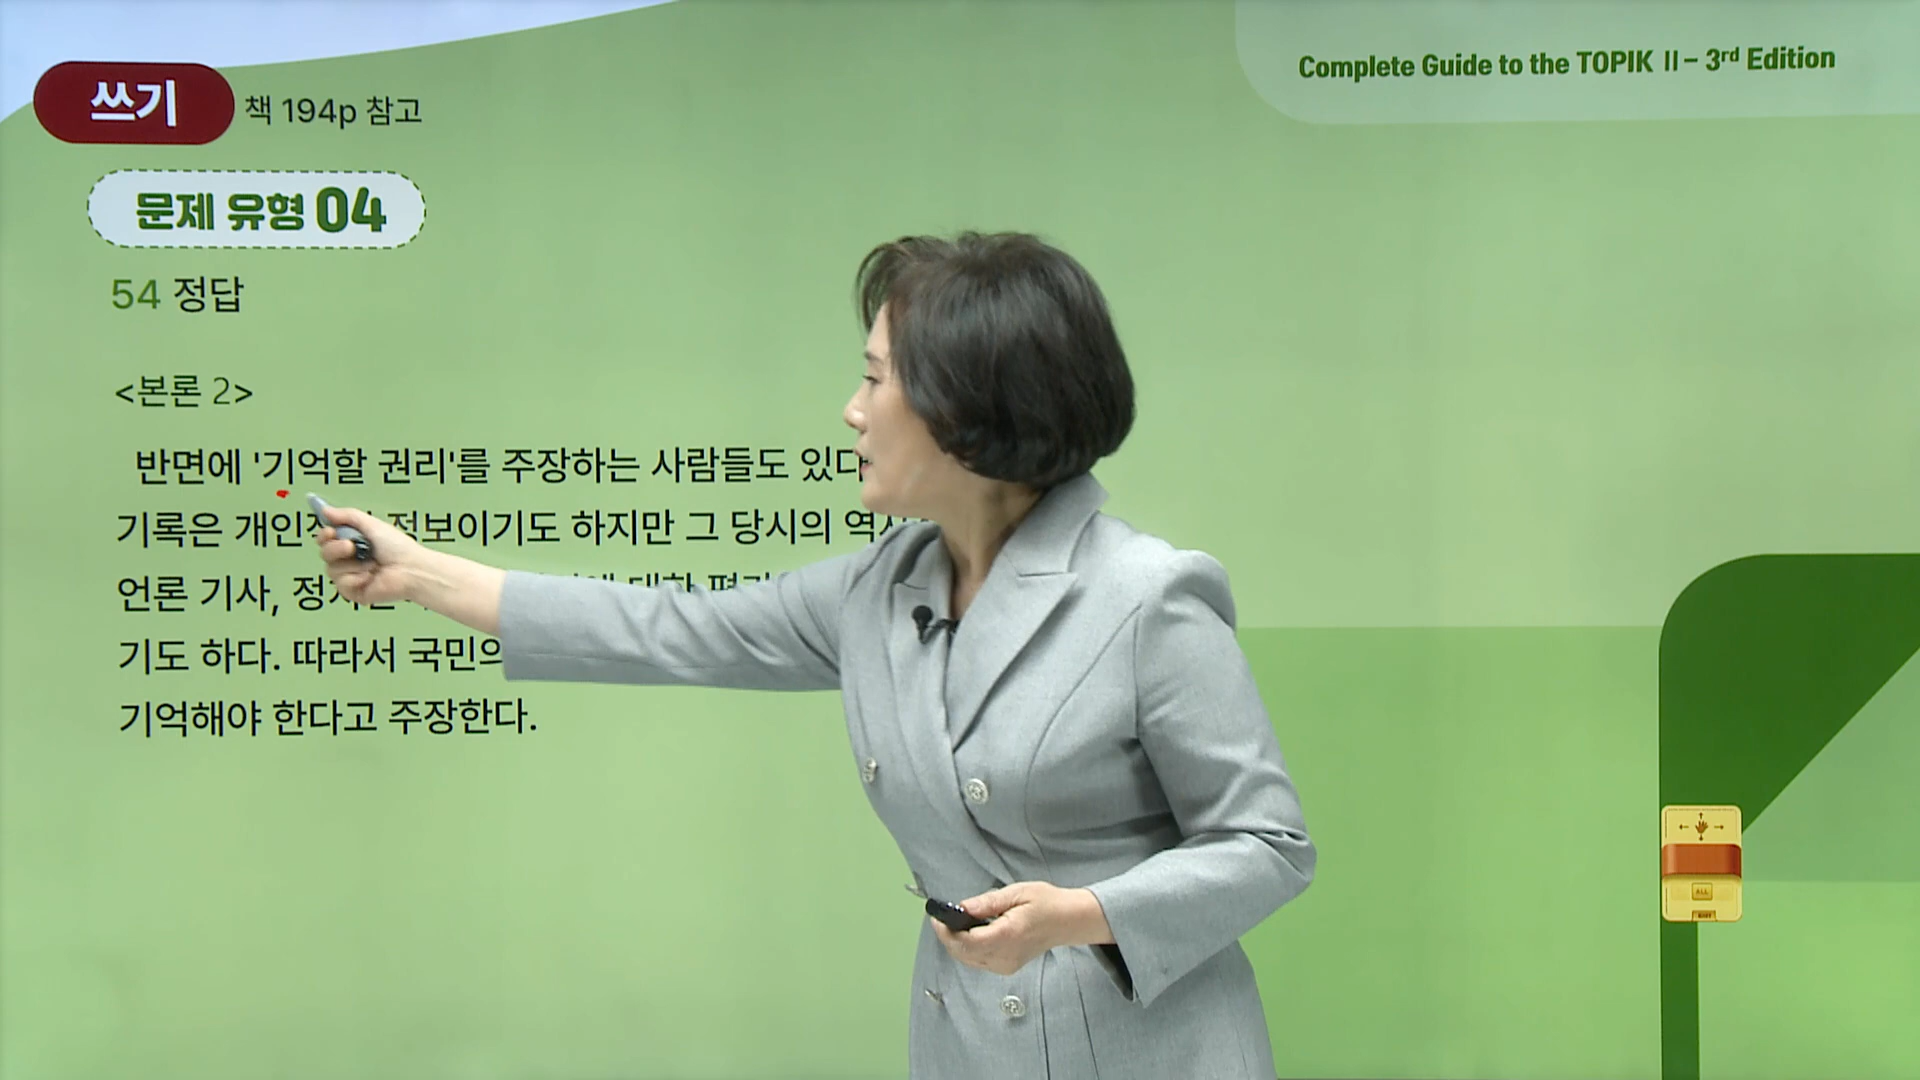 쓰기 책 194p 참고
Complete Guide to the TOPIK Ⅱ – 3rd Edition
문제 유형 04
54 정답
<본론 2>
반면에 '기억할 권리'를 주장하는 사람들도 있다
기록은 개인적 정보이기도 하지만 그 당시의
언론 기사,
기도 하다. 따라서 국민의
기억해야 한다고 주장한다.
ALL